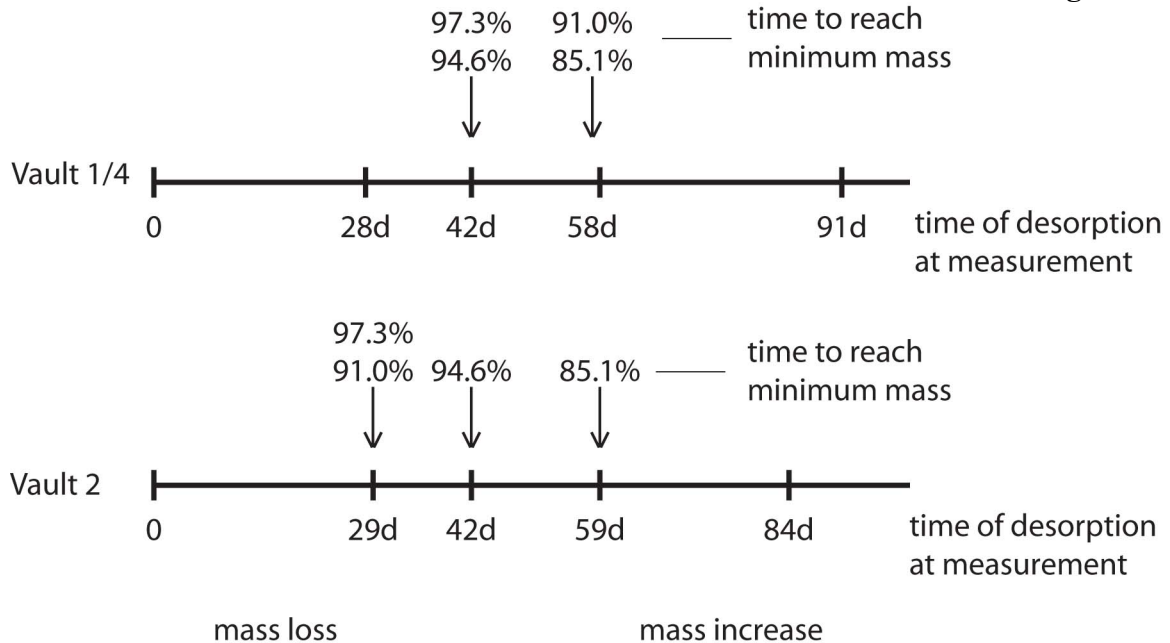 97.3% 91.0% time to reach
94.6% 85.1% minimum mass
Vault 1/4
0 28d 42d 58d 91d time of desorption
at measurement
97.3%
91.0% 94.6% 85.1% time to reach
minimum mass
Vault 2
0 29d 42d 59d 84d time of desorption
at measurement
mass loss mass increase